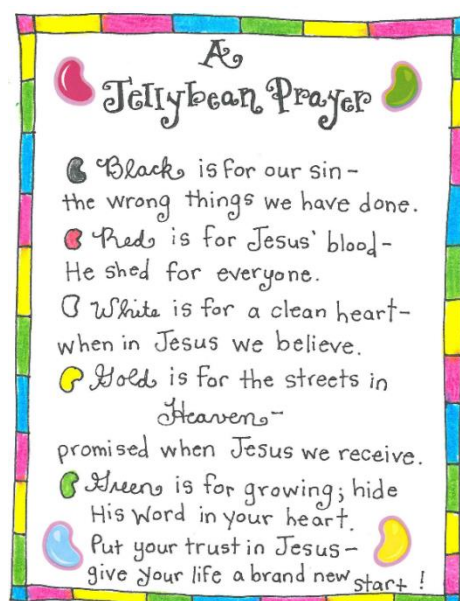 A
Jellybean Prayer
Black is for our sin-
the wrong things we have done.
Red is for Jesus' blood-
He shed for everyone.
White is for a clean heart-
when in Jesus we believe.
Gold is for the streets in
Heaven-
promised when Jesus we receive.
Green is for growing; hide
His Word in your heart.
Put your trust in Jesus-
give your life a brand new start!